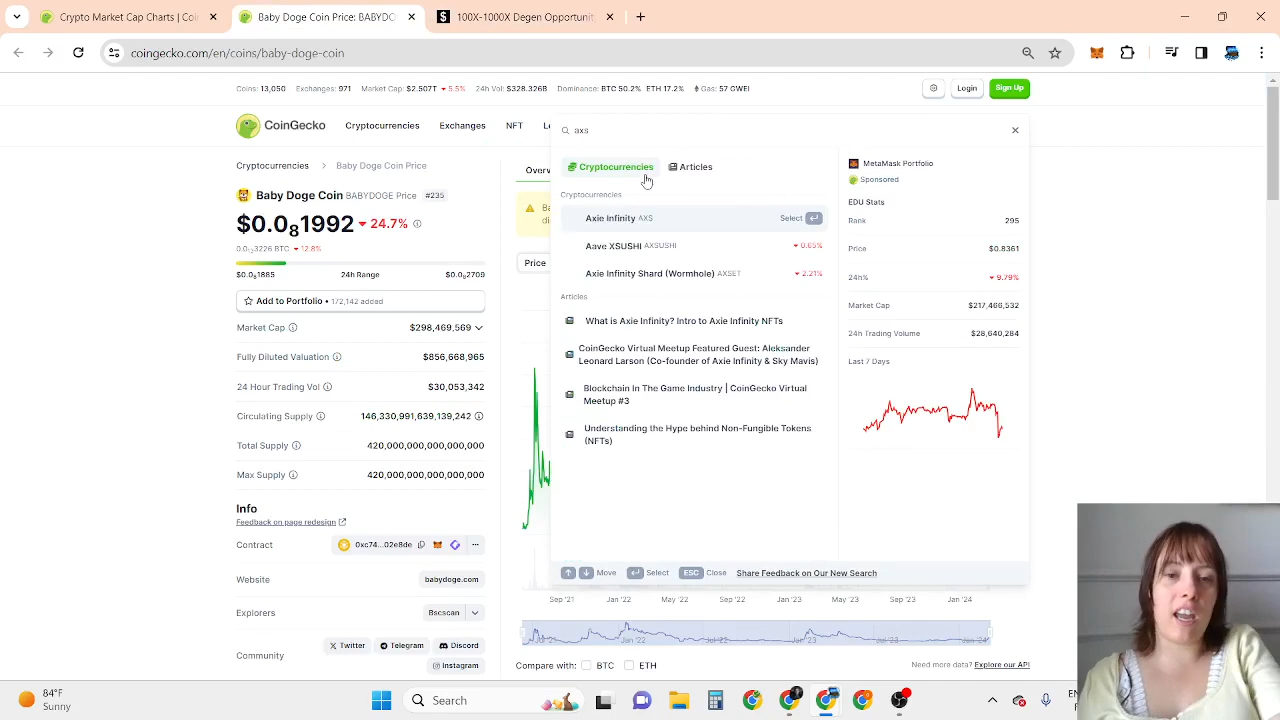 Crypto Market Cap Charts | Coin
Baby Doge Coin Price: BABYDO
100X-1000X Degen Opportunit
coingecko.com/en/coins/baby-doge-coin
Market Cap: $2.507T 5.5% 24h Vol: $328.326B Dominance: BTC 50.2% ETH 17.2% Gas: 57 GWEI
Login
Sign Up
CoinGecko
Cryptocurrencies
Exchanges
NFT
axs
Cryptocurrencies
Baby Doge Coin Price
Baby Doge Coin BABYDOGE Price #235
$0.0₈1992 24.7%
12.8%
24h Range
$0.0₉2709
Add to Portfolio • 172,142 added
Market Cap $298,469,569
Fully Diluted Valuation $856,668,965
24 Hour Trading Vol $30,053,342
Circulating Supply 146,330,991,639,139,242
Total Supply 420,000,000,000,000,000
Max Supply 420,000,000,000,000,000
Info
Feedback on page redesign
Contract 0xc74...02e8de
Website babydoge.com
Explorers Bscscan
Community Twitter Telegram Discord
Instagram
Overv
Price
Cryptocurrencies Articles
Cryptocurrencies
Axie Infinity AXS Select
Aave XSUSHI AXSUSHI 0.65%
Axie Infinity Shard (Wormhole) AXSET 2.21%
Articles
What is Axie Infinity? Intro to Axie Infinity NFTs
CoinGecko Virtual Meetup Featured Guest: Aleksander
Leonard Larson (Co-founder of Axie Infinity & Sky Mavis)
Blockchain In The Game Industry | CoinGecko Virtual
Meetup #3
Understanding the Hype behind Non-Fungible Tokens
(NFTs)
MetaMask Portfolio
Sponsored
EDU Stats
Rank 295
Price $0.8361
24h% 9.79%
Market Cap $217,466,532
24h Trading Volume $28,640,284
Last 7 Days
Move Select ESC Close Share Feedback on Our New Search
Sep '21 Jan '22 May '22 Sep '22 Jan '23 May '23 Sep '23 Jan '24
Compare with: BTC ETH
Need more data? Explore our API
84°F
Sunny
Search